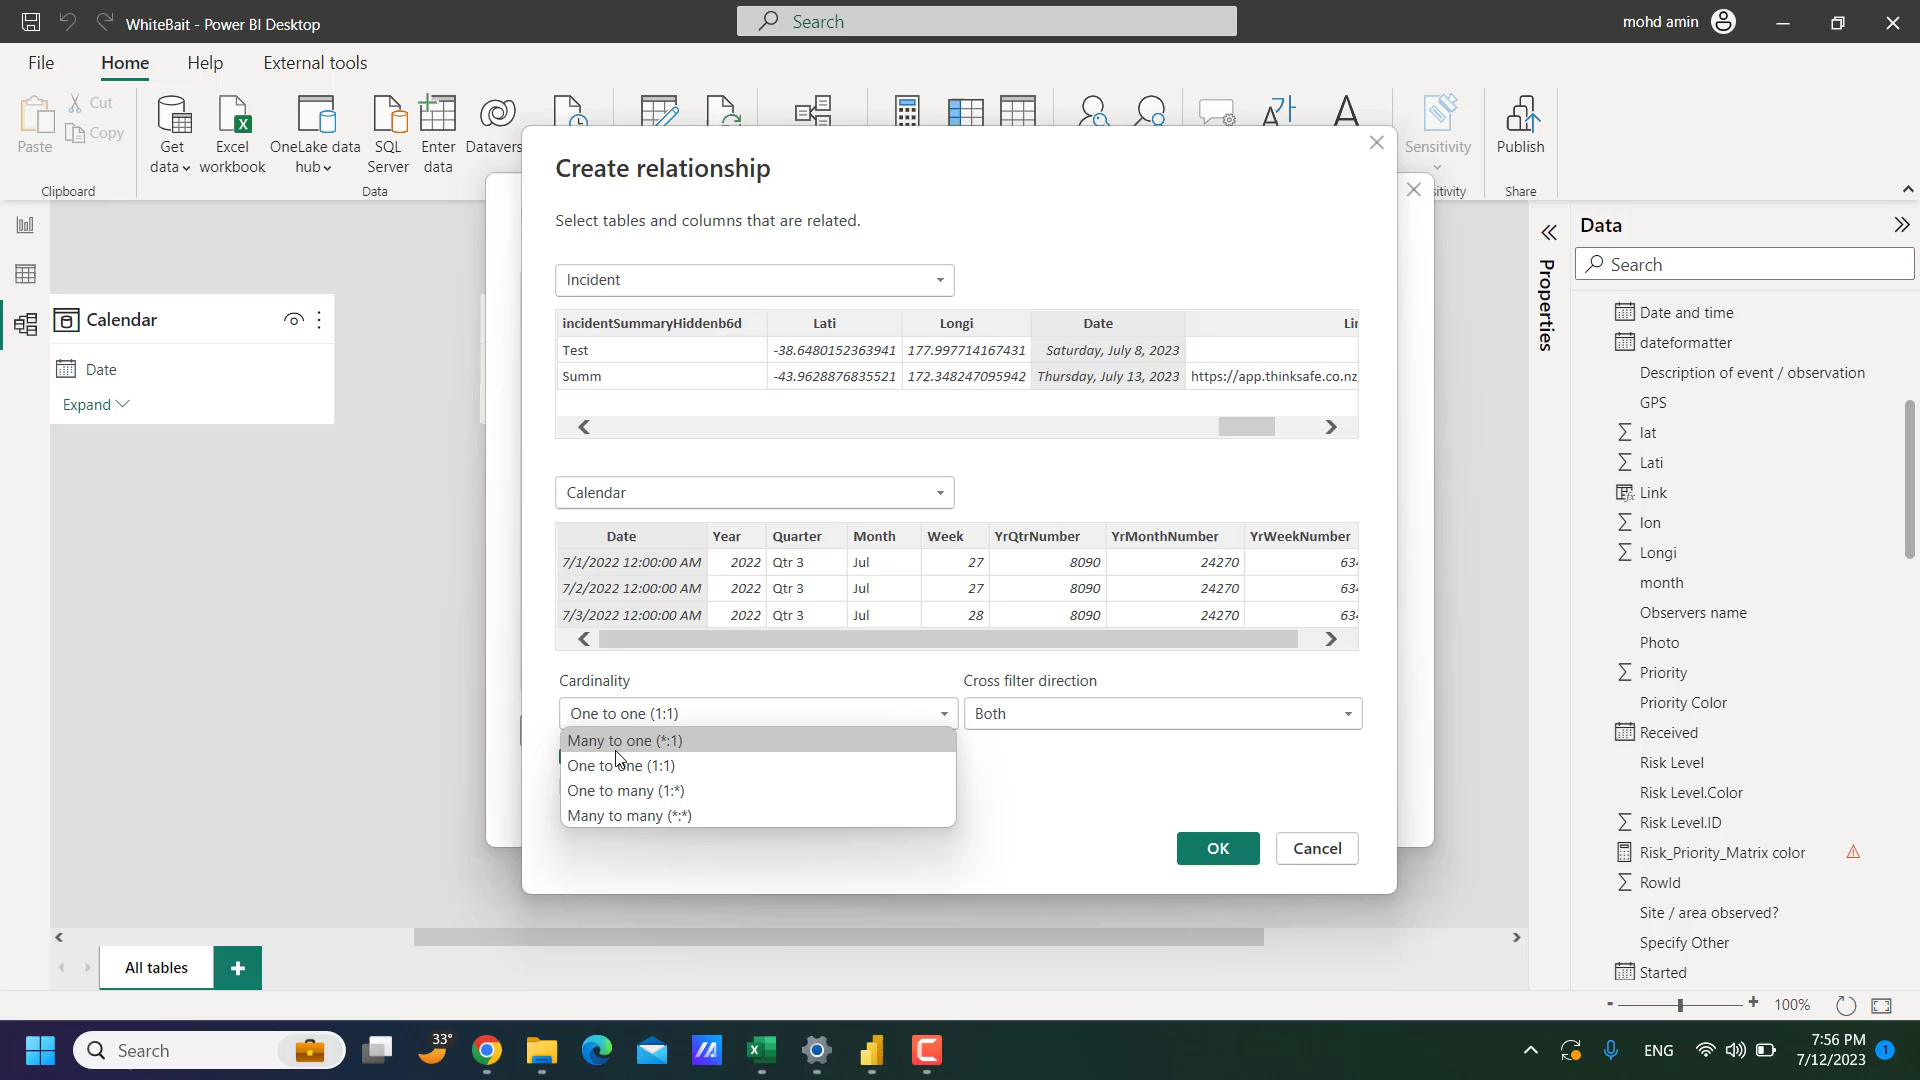 WhiteBait - Power BI Desktop
Search
mohd amin
File Home Help External tools
Paste
Cut
Copy
Clipboard
Get data
Excel workbook
OneLake data hub
SQL Server
Enter data
Datavers
Data
Sensitivity
itivity
Publish
Share
Calendar
Date
Expand
Create relationship
Select tables and columns that are related.
Incident
incidentSummaryHiddenb6d Lati Longi Date Lin
Test -38.6480152363941 177.997714167431 Saturday, July 8, 2023
Summ -43.9628876835521 172.348247095942 Thursday, July 13, 2023 https://app.thinksafe.co.nz
Calendar
Date Year Quarter Month Week YrQtrNumber YrMonthNumber YrWeekNumber
7/1/2022 12:00:00 AM 2022 Qtr 3 Jul 27 8090 24270 634
7/2/2022 12:00:00 AM 2022 Qtr 3 Jul 27 8090 24270 634
7/3/2022 12:00:00 AM 2022 Qtr 3 Jul 28 8090 24270 634
Cardinality
Cross filter direction
One to one (1:1)
Both
Many to one (*:1)
One to one (1:1)
One to many (1:*)
Many to many (*:*)
OK
Cancel
Properties
Data
Search
Date and time
dateformatter
Description of event / observation
GPS
lat
Lati
Link
lon
Longi
month
Observers name
Photo
Priority
Priority Color
Received
Risk Level
Risk Level.Color
Risk Level.ID
Risk_Priority_Matrix color
RowId
Site / area observed?
Specify Other
Started
All tables
100%
Search
33°
ENG
7:56 PM
7/12/2023
1